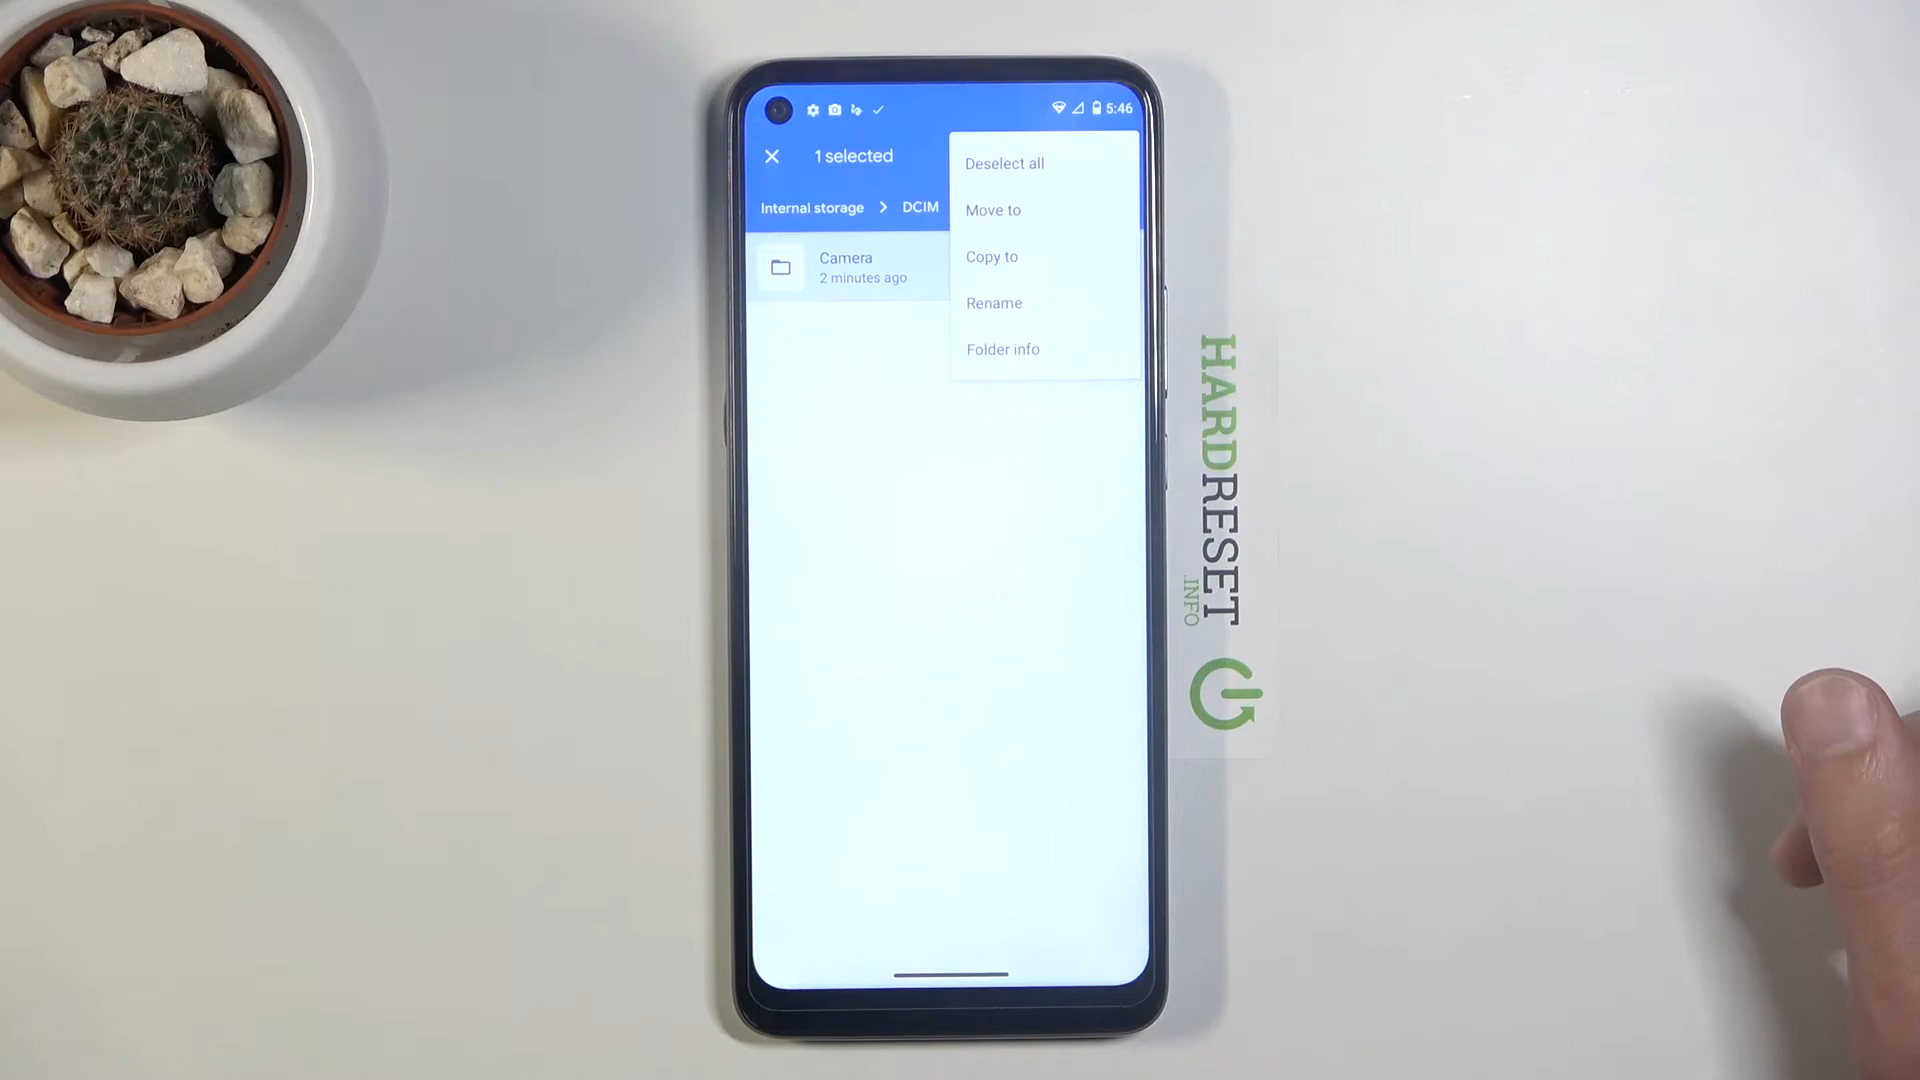 5:46
1 selected
Internal storage > DCIM
Camera
2 minutes ago
Deselect all
Move to
Copy to
Rename
Folder info
HARDRESET
.INFO